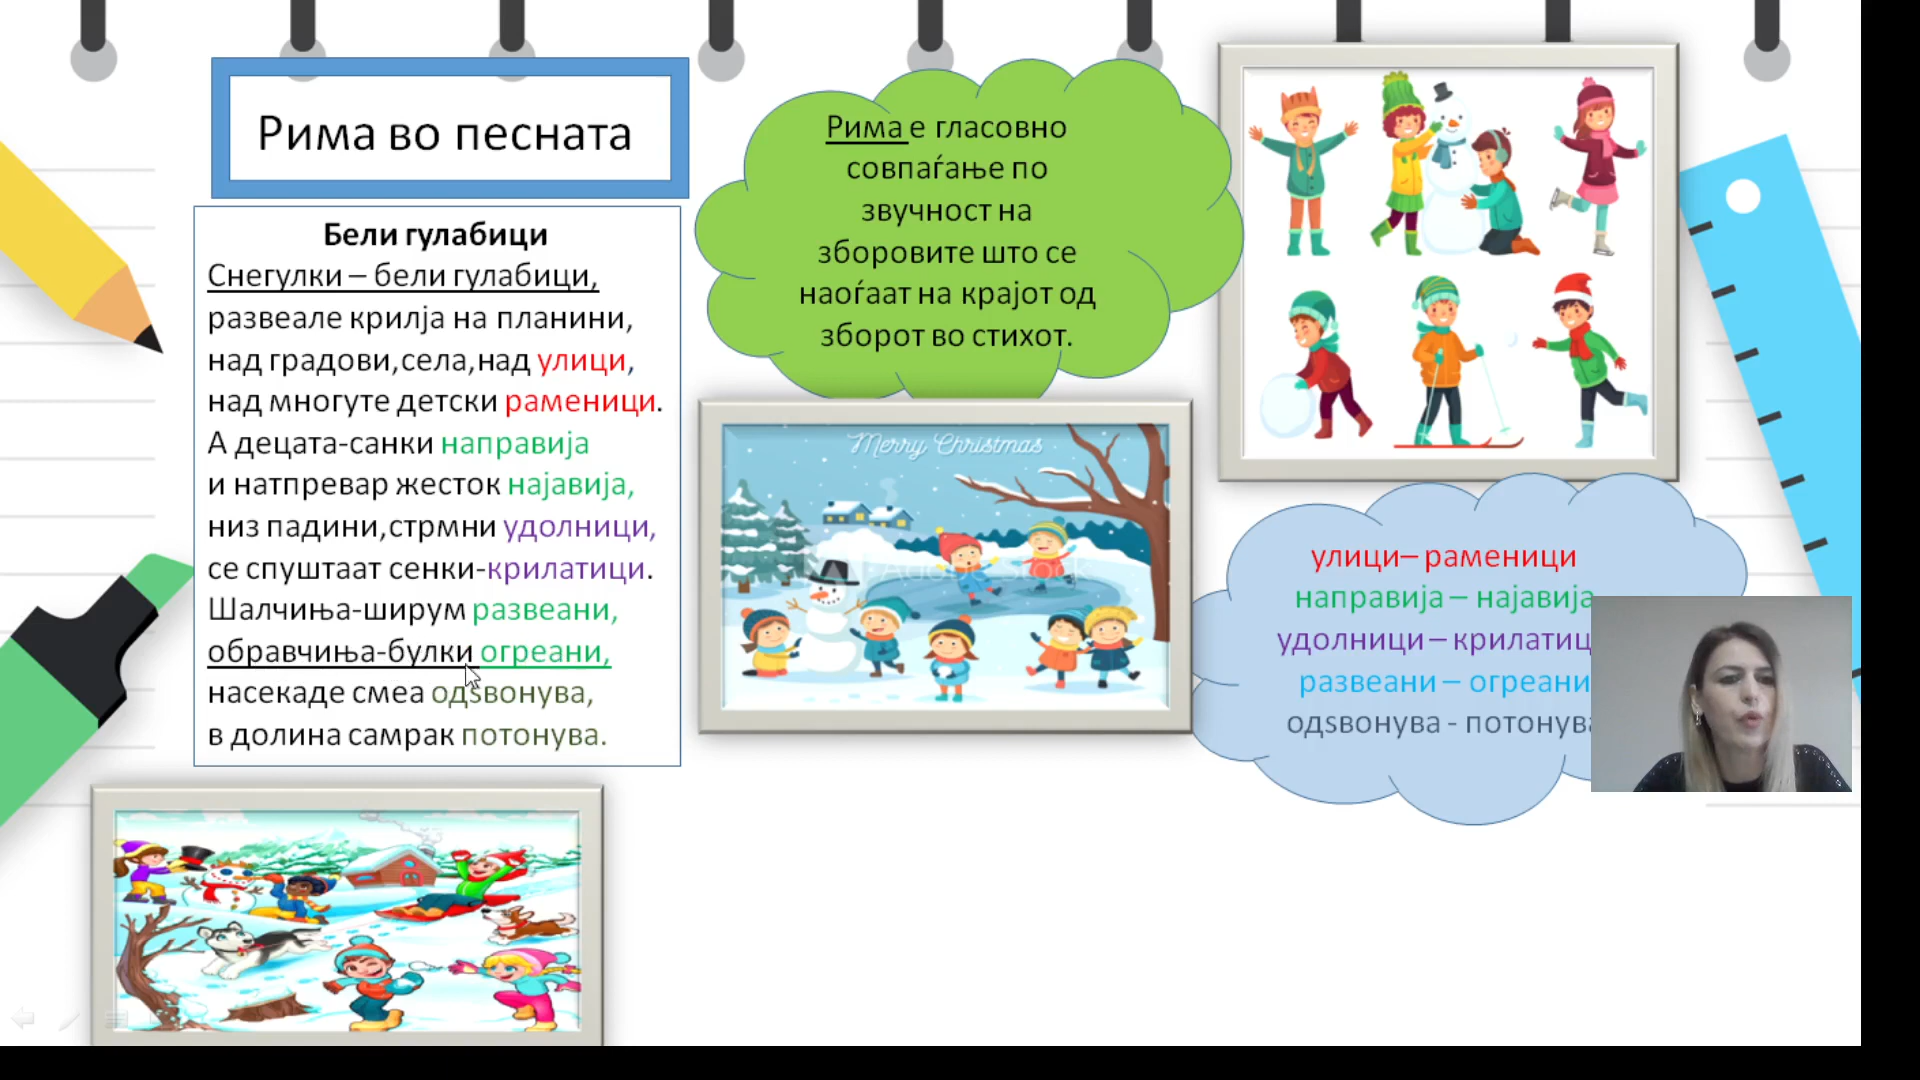 Рима во песната
Бели гулабици
Снегулки – бели гулабици,
развеале крилја на планини,
над градови,села,над улици,
над многуте детски раменици.
А децата-санки направија
и натпревар жесток најавија,
низ падини,стрмни удолници,
се спуштаат сенки-крилатици.
Шалчиња-ширум развеани,
обравчиња-булки огреани,
насекаде смеа одѕвонува,
в долина самрак потонува.
Рима е гласовно
совпаѓање по
звучност на
зборовите што се
наоѓаат на крајот од
зборот во стихот.
Merry Christmas
Adobe Stock
улици– раменици
направија – најавија
удолници – крилатиц
развеани – огреани
одѕвонува - потонува